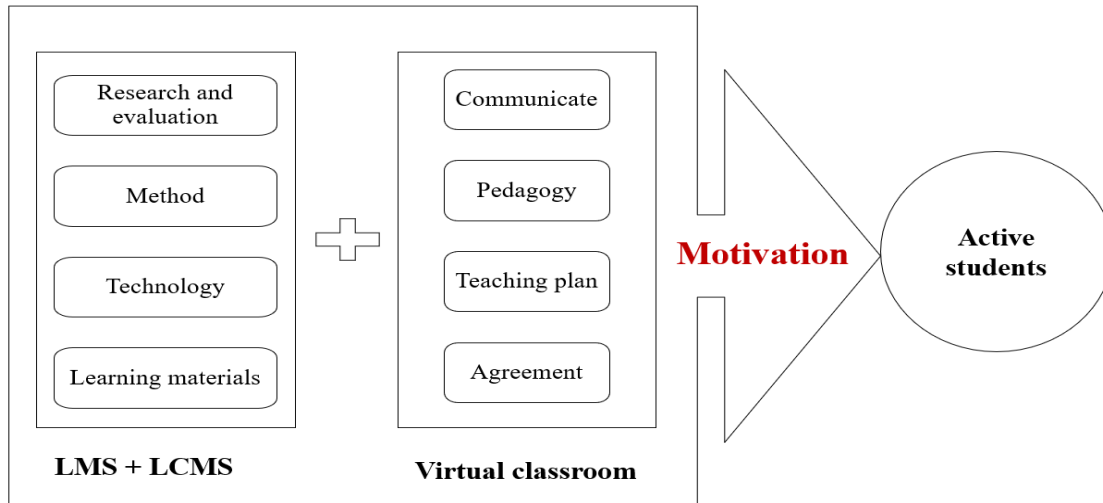 Research and
evaluation
Method
Technology
Learning materials
LMS + LCMS
Communicate
Pedagogy
Teaching plan
Agreement
Virtual classroom
Motivation
Active
students